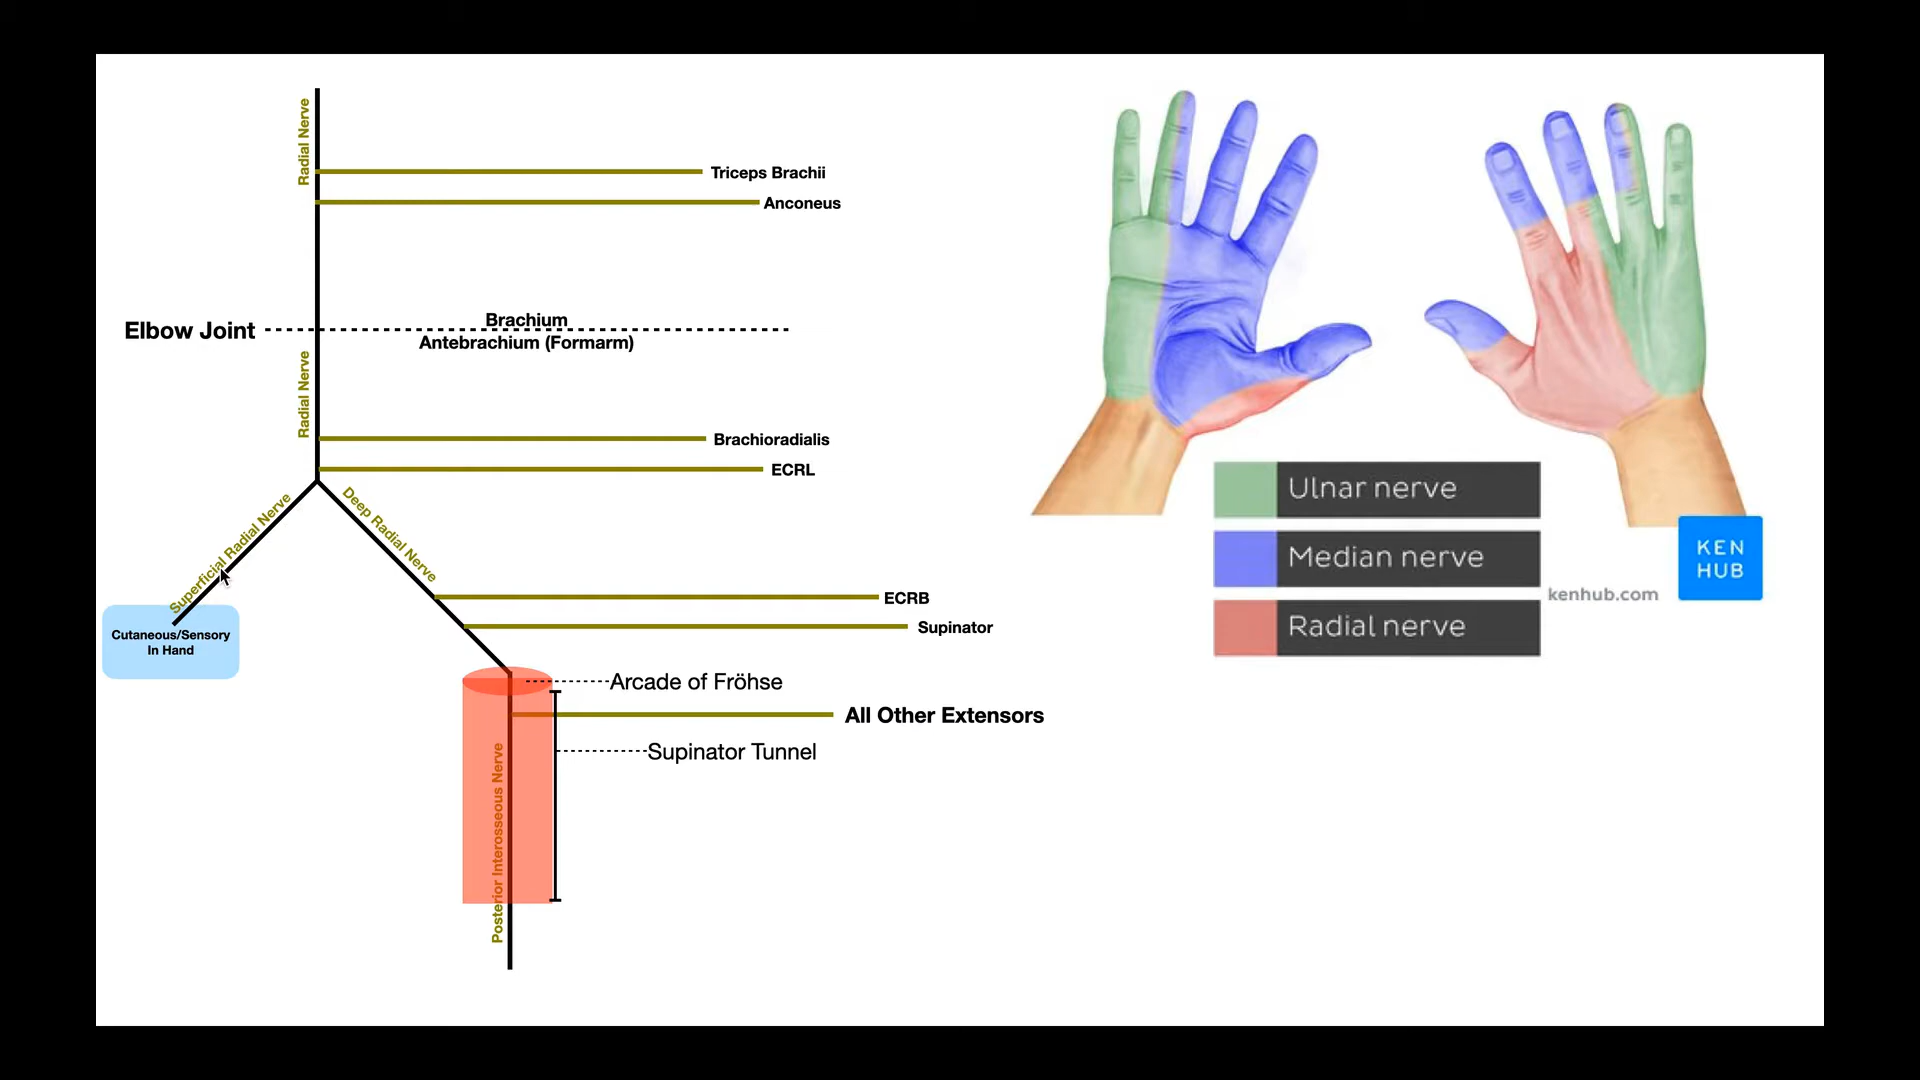 Radial Nerve
Triceps Brachii
Anconeus
Elbow Joint
Brachium
Antebrachium (Formarm)
Radial Nerve
Brachioradialis
ECRL
Superficial Radial Nerve
Deep Radial Nerve
Cutaneous/Sensory
In Hand
ECRB
Supinator
Arcade of Fröhse
All Other Extensors
Supinator Tunnel
Posterior Interosseous Nerve
Ulnar nerve
Median nerve
Radial nerve
kenhub.com
KEN
HUB